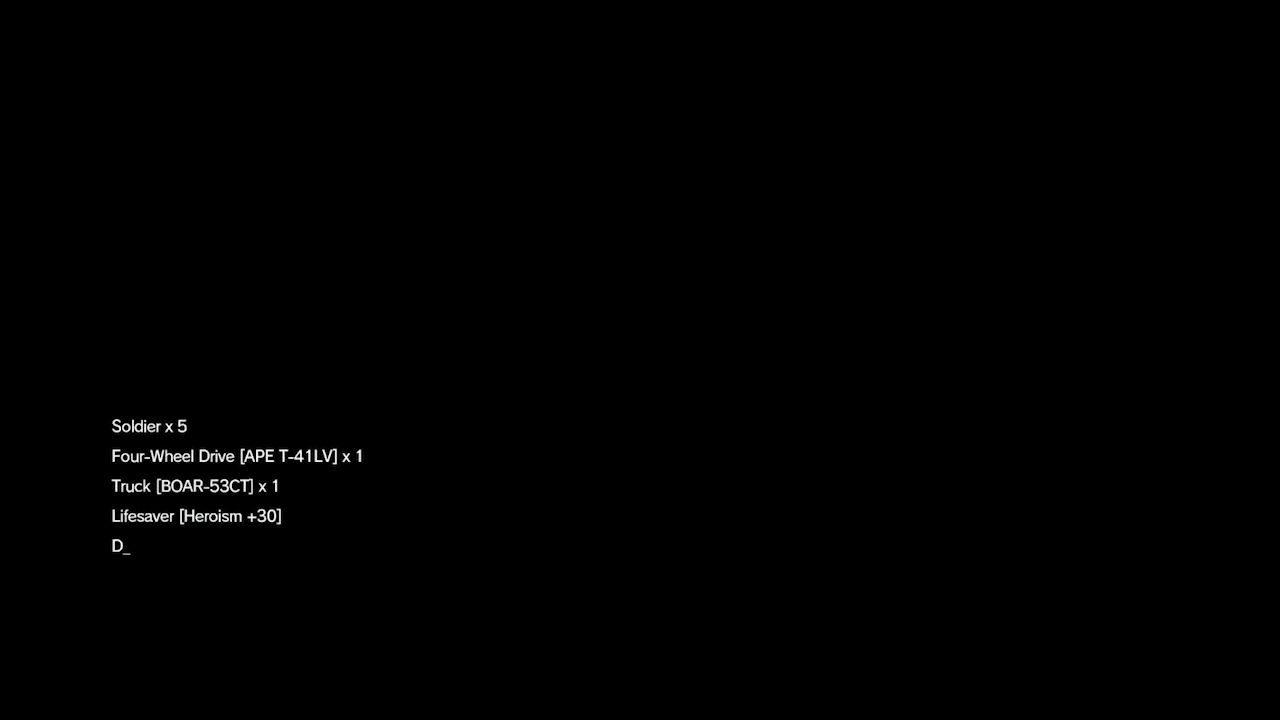 Soldier x 5
Four-Wheel Drive [APE T-41LV] x 1
Truck [BOAR-53CT] x 1
Lifesaver [Heroism +30]
D_